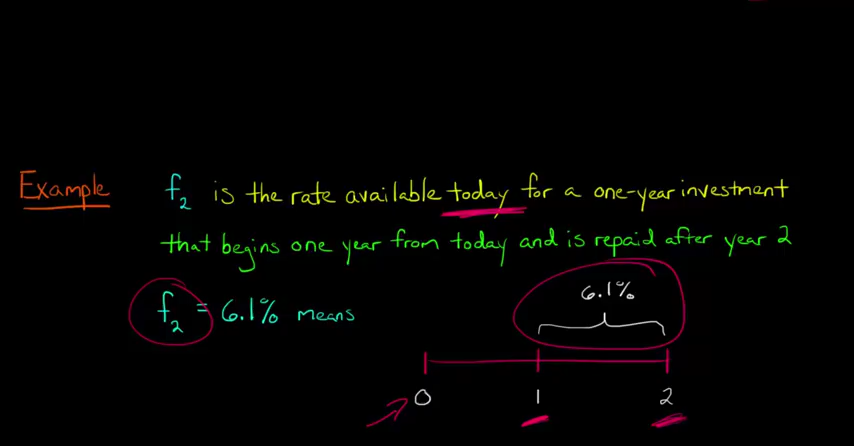 Example f₂ is the rate available today for a one-year investment
that begins one year from today and is repaid after year 2
6.1%
f₂ = 6.1% means
0 1 2